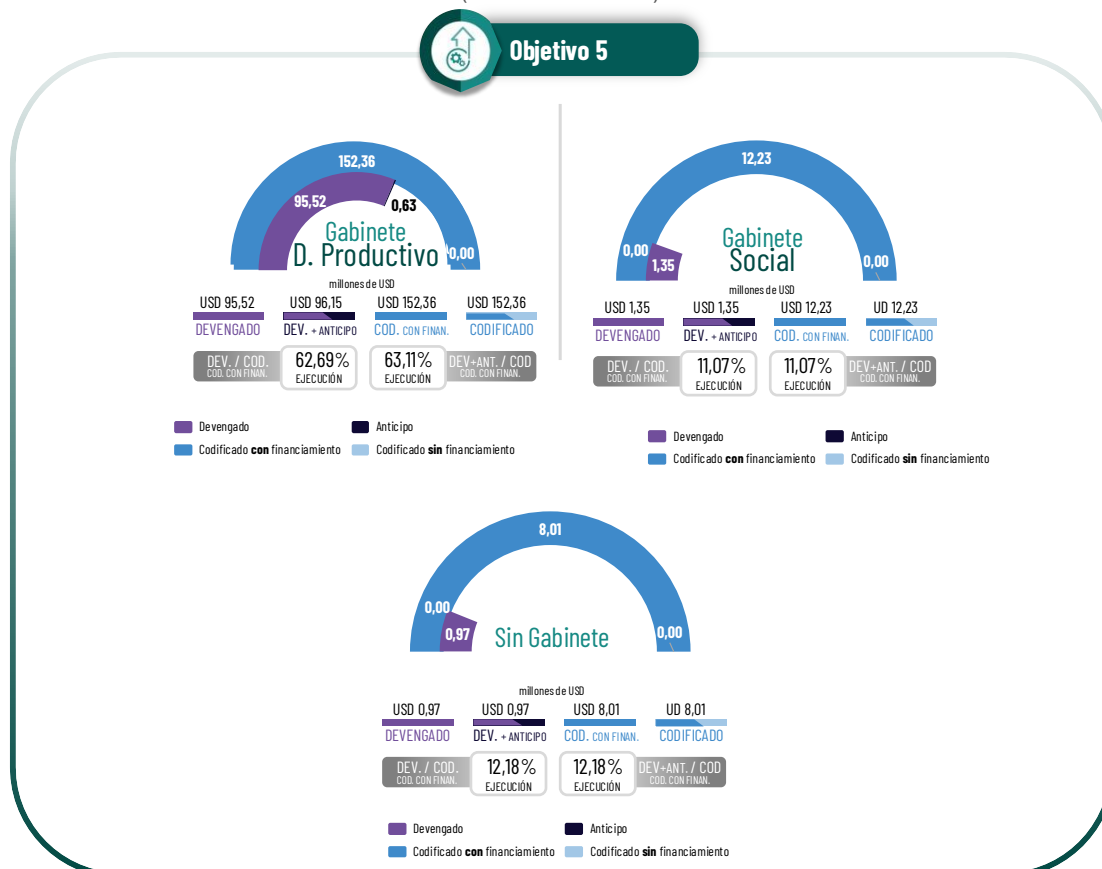 Objetivo 5
152,36
95,52
0,63
0,00
Gabinete
D. Productivo
millones de USD
USD 95,52 USD 96,15 USD 152,36 USD 152,36
DEVENGADO DEV. + ANTICIPO COD. CON FINAN. CODIFICADO
DEV. / COD. 62,69% 63,11% DEV+ANT. / COD
COD. CON FINAN. EJECUCIÓN EJECUCIÓN COD. CON FINAN.
Devengado Anticipo
Codificado con financiamiento Codificado sin financiamiento
12,23
0,00
1,35
0,00
Gabinete
Social
millones de USD
USD 1,35 USD 1,35 USD 12,23 UD 12,23
DEVENGADO DEV. + ANTICIPO COD. CON FINAN. CODIFICADO
DEV. / COD. 11,07% 11,07% DEV+ANT. / COD
COD. CON FINAN. EJECUCIÓN EJECUCIÓN COD. CON FINAN.
Devengado Anticipo
Codificado con financiamiento Codificado sin financiamiento
8,01
0,00
0,97
0,00
Sin Gabinete
millones de USD
USD 0,97 USD 0,97 USD 8,01 UD 8,01
DEVENGADO DEV. + ANTICIPO COD. CON FINAN. CODIFICADO
DEV. / COD. 12,18% 12,18% DEV+ANT. / COD
COD. CON FINAN. EJECUCIÓN EJECUCIÓN COD. CON FINAN.
Devengado Anticipo
Codificado con financiamiento Codificado sin financiamiento